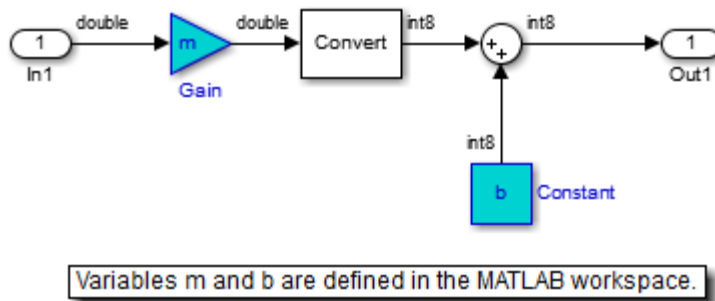 double
double
int8
int8
1
m
Convert
++
1
In1
Gain
Out1
int8
b
Constant
Variables m and b are defined in the MATLAB workspace.